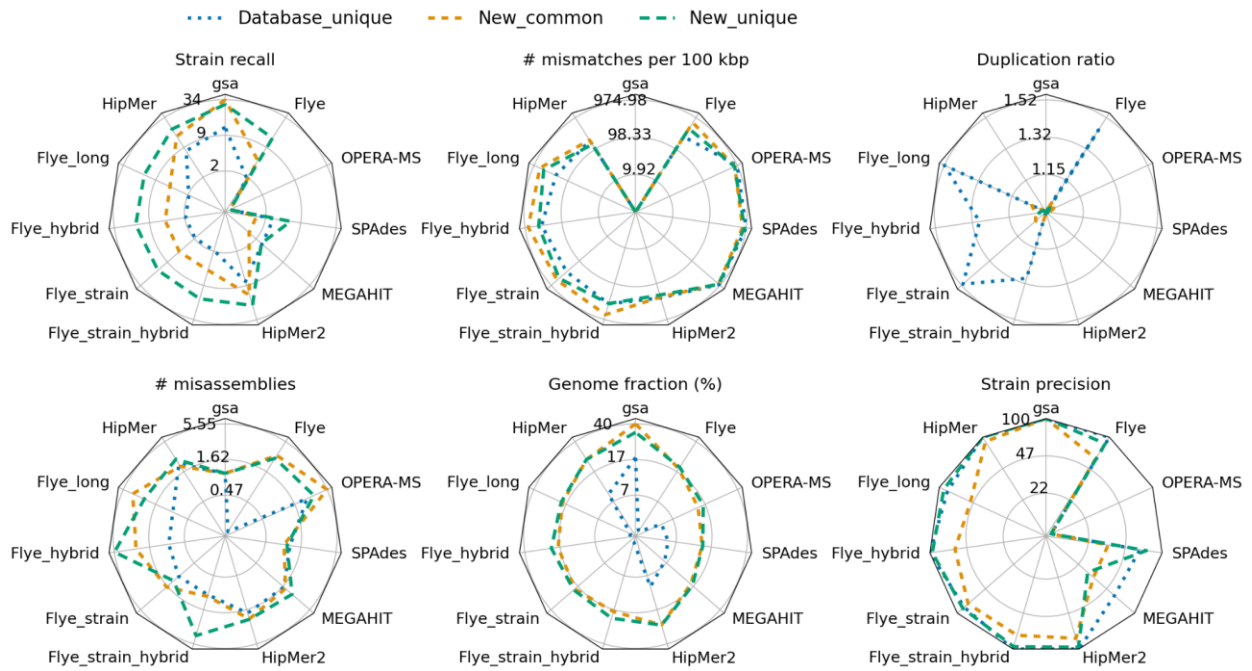 Database_unique New_common New_unique
Strain recall
gsa
Flye
OPERA-MS
SPAdes
MEGAHIT
HipMer2
Flye_strain_hybrid
Flye_strain
Flye_hybrid
Flye_long
HipMer
34
9
2
# mismatches per 100 kbp
gsa
Flye
OPERA-MS
SPAdes
MEGAHIT
HipMer2
Flye_strain_hybrid
Flye_strain
Flye_hybrid
Flye_long
HipMer
974.98
98.33
9.92
Duplication ratio
gsa
Flye
OPERA-MS
SPAdes
MEGAHIT
HipMer2
Flye_strain_hybrid
Flye_strain
Flye_hybrid
Flye_long
HipMer
1.52
1.32
1.15
# misassemblies
gsa
Flye
OPERA-MS
SPAdes
MEGAHIT
HipMer2
Flye_strain_hybrid
Flye_strain
Flye_hybrid
Flye_long
HipMer
5.55
1.62
0.47
Genome fraction (%)
gsa
Flye
OPERA-MS
SPAdes
MEGAHIT
HipMer2
Flye_strain_hybrid
Flye_strain
Flye_hybrid
Flye_long
HipMer
40
17
7
Strain precision
gsa
Flye
OPERA-MS
SPAdes
MEGAHIT
HipMer2
Flye_strain_hybrid
Flye_strain
Flye_hybrid
Flye_long
HipMer
100
47
22